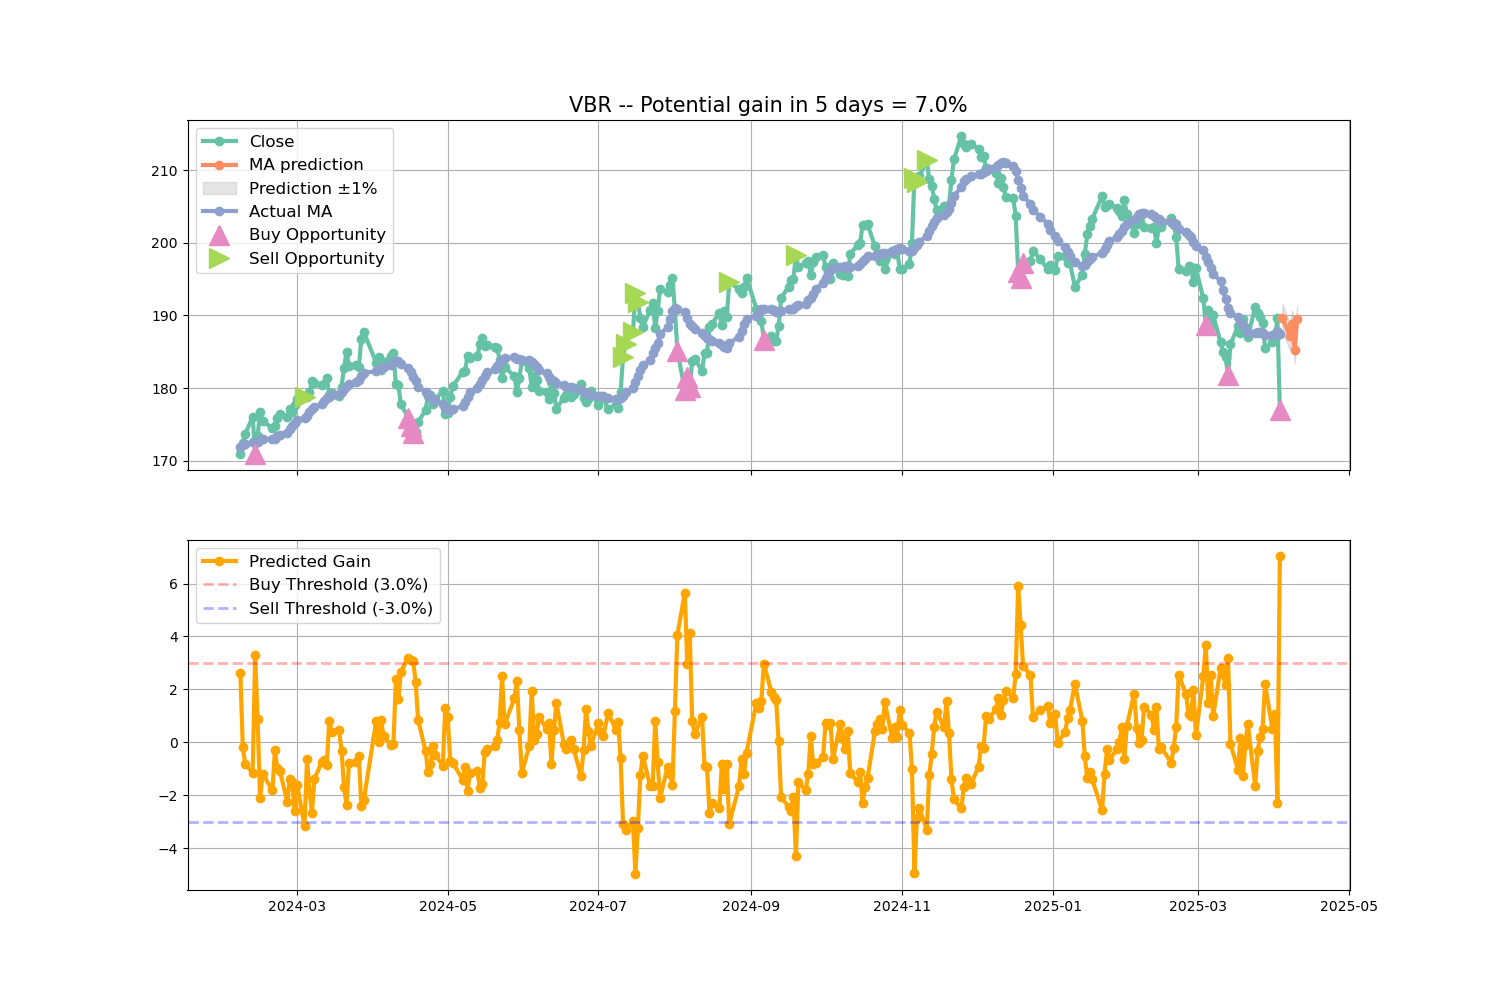 VBR -- Potential gain in 5 days = 7.0%
Close
MA prediction
Prediction ±1%
Actual MA
Buy Opportunity
Sell Opportunity
210
200
190
180
170
Predicted Gain
Buy Threshold (3.0%)
Sell Threshold (-3.0%)
6
4
2
0
−2
−4
2024-03 2024-05 2024-07 2024-09 2024-11 2025-01 2025-03 2025-05